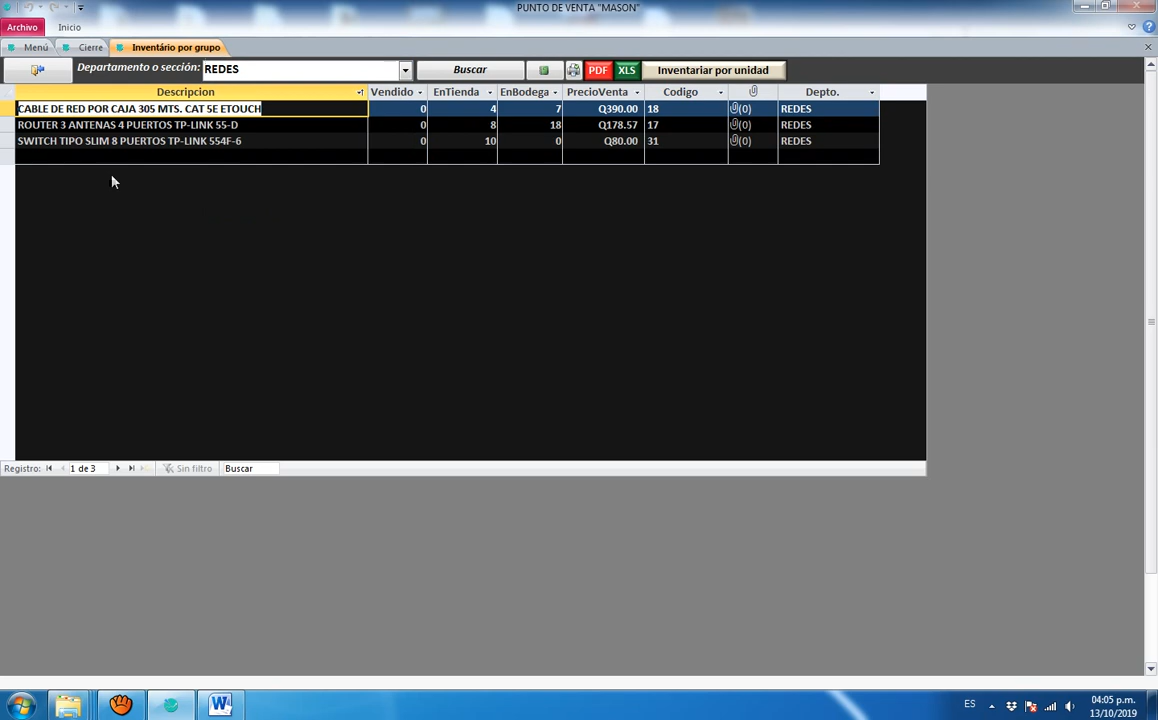 PUNTO DE VENTA "MASON"
Archivo Inicio
Menú Cierre Inventário por grupo
Departamento o sección: REDES Buscar PDF XLS Inventariar por unidad
Descripcion Vendido EnTienda EnBodega PrecioVenta Codigo Depto.
CABLE DE RED POR CAJA 305 MTS. CAT 5E ETOUCH 0 4 7 Q390.00 18 (0) REDES
ROUTER 3 ANTENAS 4 PUERTOS TP-LINK 55-D 0 8 18 Q178.57 17 (0) REDES
SWITCH TIPO SLIM 8 PUERTOS TP-LINK 554F-6 0 10 0 Q80.00 31 (0) REDES
Registro: 1 de 3 Sin filtro Buscar
ES 04:05 p.m.
13/10/2019